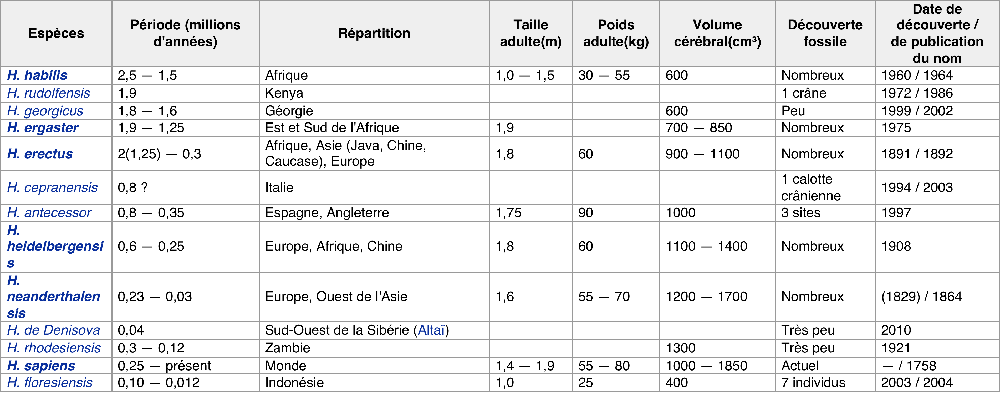 Espèces
Période (millions
d'années)
Répartition
Taille
adulte(m)
Poids
adulte(kg)
Volume
cérébral(cm³)
Découverte
fossile
Date de
découverte /
de publication
du nom
H. habilis
2,5 — 1,5
Afrique
1,0 — 1,5
30 — 55
600
Nombreux
1960 / 1964
H. rudolfensis
1,9
Kenya
1 crâne
1972 / 1986
H. georgicus
1,8 — 1,6
Géorgie
600
Peu
1999 / 2002
H. ergaster
1,9 — 1,25
Est et Sud de l'Afrique
1,9
700 — 850
Nombreux
1975
H. erectus
2(1,25) — 0,3
Afrique, Asie (Java, Chine,
Caucase), Europe
1,8
60
900 — 1100
Nombreux
1891 / 1892
H. cepranensis
0,8 ?
Italie
1 calotte
crânienne
1994 / 2003
H. antecessor
0,8 — 0,35
Espagne, Angleterre
1,75
90
1000
3 sites
1997
H.
heidelbergensi
s
0,6 — 0,25
Europe, Afrique, Chine
1,8
60
1100 — 1400
Nombreux
1908
H.
neanderthalen
sis
0,23 — 0,03
Europe, Ouest de l'Asie
1,6
55 — 70
1200 — 1700
Nombreux
(1829) / 1864
H. de Denisova
0,04
Sud-Ouest de la Sibérie (Altaï)
Très peu
2010
H. rhodesiensis
0,3 — 0,12
Zambie
1300
Très peu
1921
H. sapiens
0,25 — présent
Monde
1,4 — 1,9
55 — 80
1000 — 1850
Actuel
— / 1758
H. floresiensis
0,10 — 0,012
Indonésie
1,0
25
400
7 individus
2003 / 2004